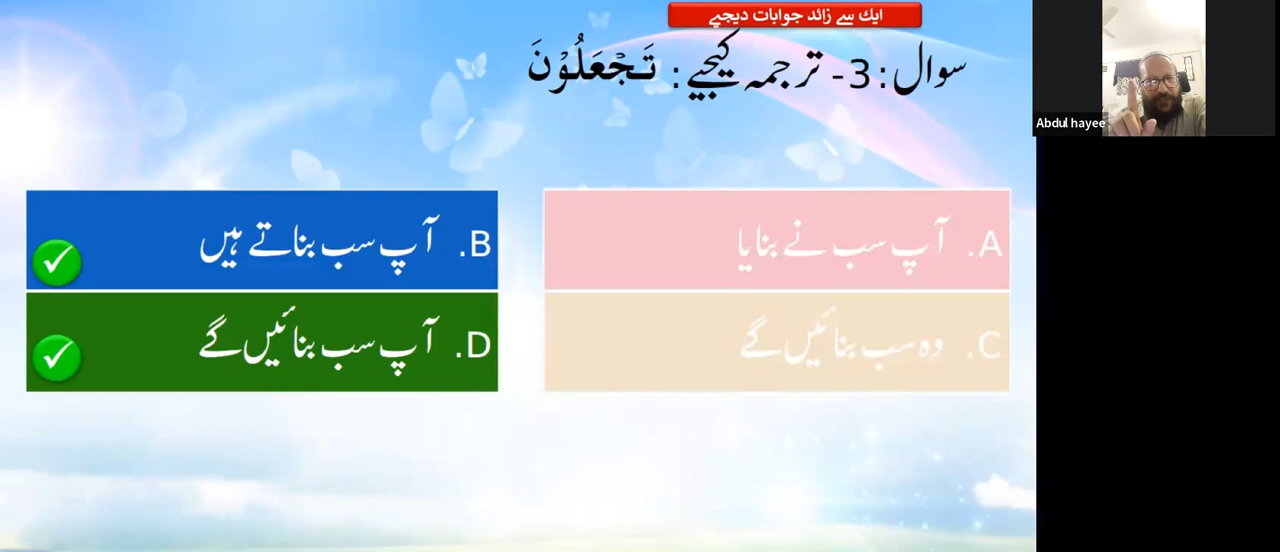 ایک سے زائد جوابات دیجیے
سوال :3- ترجمہ کیجیے : تَجْعَلُوْنَ
A. آپ سب نے بنایا
B. آپ سب بناتے ہیں
C. وہ سب بنائیں گے
D. آپ سب بنائیں گے
Abdul hayee